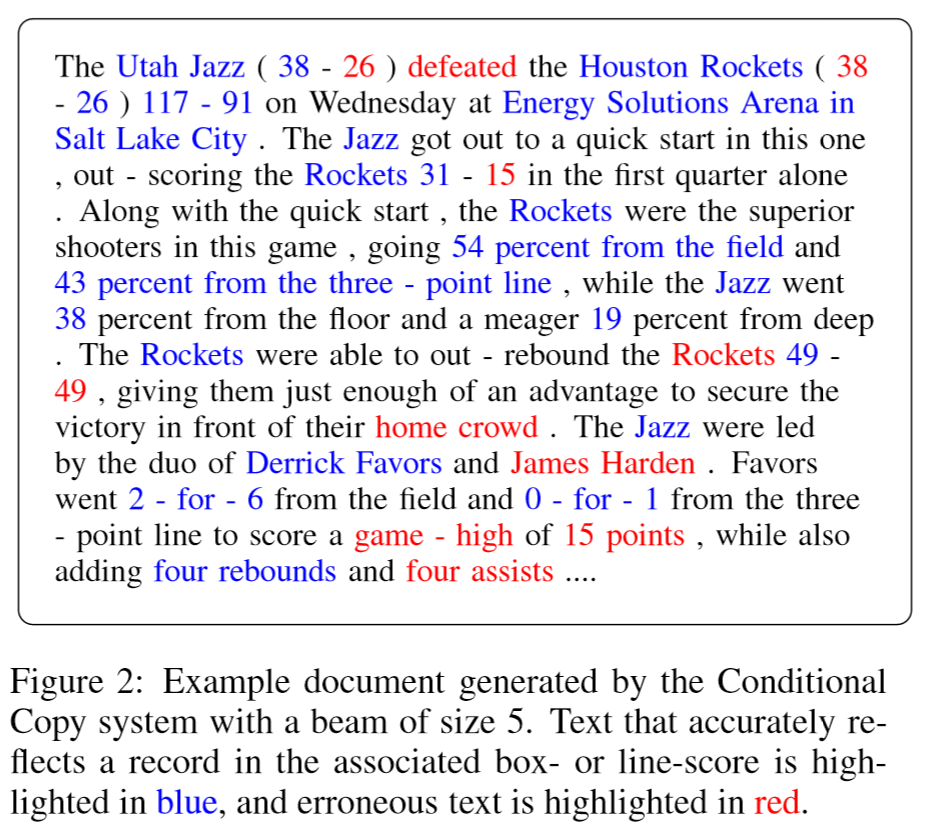 The Utah Jazz ( 38 - 26 ) defeated the Houston Rockets ( 38
- 26 ) 117 - 91 on Wednesday at Energy Solutions Arena in
Salt Lake City . The Jazz got out to a quick start in this one
, out - scoring the Rockets 31 - 15 in the first quarter alone
. Along with the quick start , the Rockets were the superior
shooters in this game , going 54 percent from the field and
43 percent from the three - point line , while the Jazz went
38 percent from the floor and a meager 19 percent from deep
. The Rockets were able to out - rebound the Rockets 49 -
49 , giving them just enough of an advantage to secure the
victory in front of their home crowd . The Jazz were led
by the duo of Derrick Favors and James Harden . Favors
went 2 - for - 6 from the field and 0 - for - 1 from the three
- point line to score a game - high of 15 points , while also
adding four rebounds and four assists ....
Figure 2: Example document generated by the Conditional
Copy system with a beam of size 5. Text that accurately re-
flects a record in the associated box- or line-score is high-
lighted in blue, and erroneous text is highlighted in red.